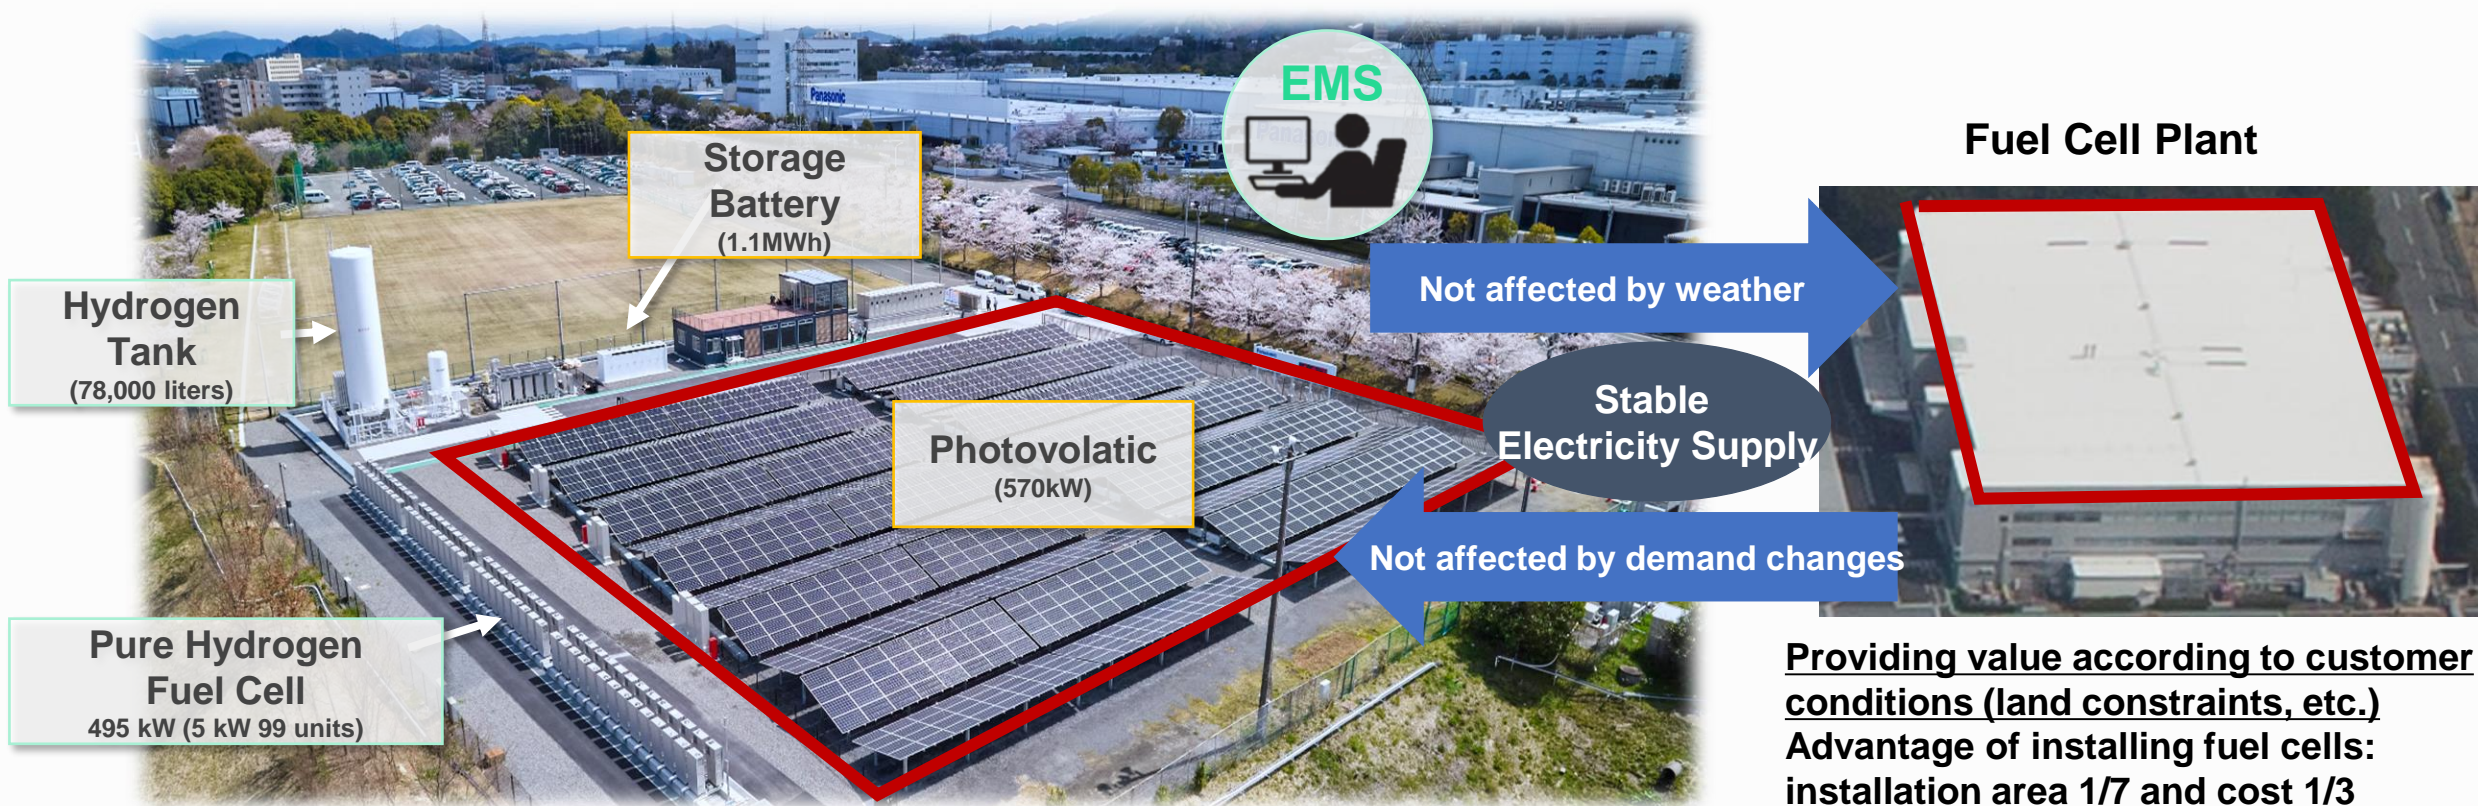 Panasonic
EMS
Storage
Battery
(1.1MWh)
Hydrogen
Tank
(78,000 liters)
Photovolatic
(570kW)
Pure Hydrogen
Fuel Cell
495 kW (5 kW 99 units)
Fuel Cell Plant
Not affected by weather
Stable
Electricity Supply
Not affected by demand changes
Providing value according to customer
conditions (land constraints, etc.)
Advantage of installing fuel cells:
installation area 1/7 and cost 1/3